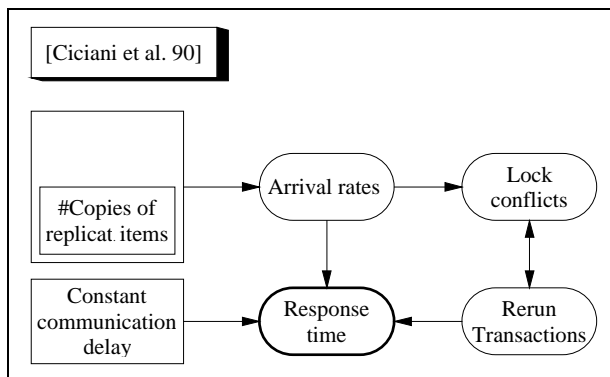 [Ciciani et al. 90]
Arrival rates
Lock
conflicts
#Copies of
replicat. items
Constant
communication
delay
Response
time
Rerun
Transactions